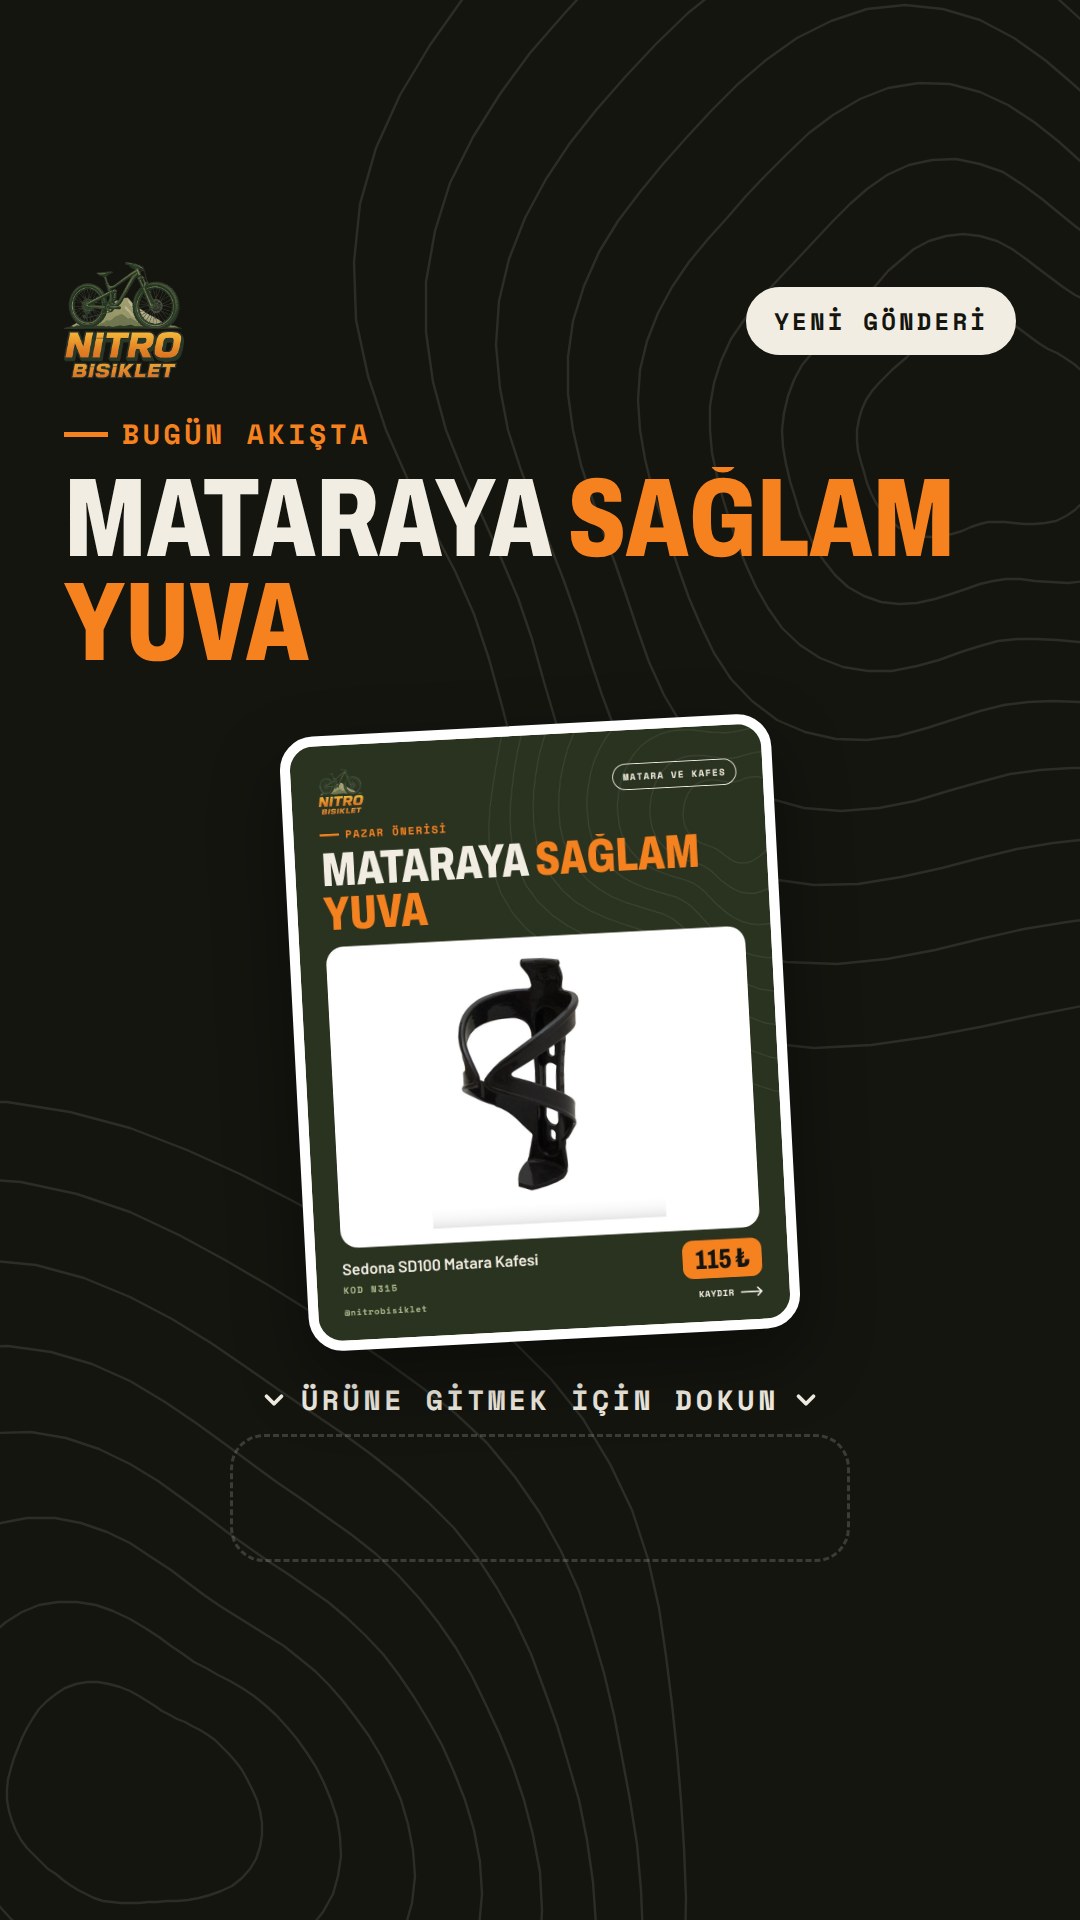 NiTRO
BiSiKLET
YENİ GÖNDERİ
BUGÜN AKIŞTA
MATARAYA SAĞLAM
YUVA
NiTRO
BiSiKLET
MATARA VE KAFES
PAZAR ÖNERİSİ
MATARAYA SAĞLAM
YUVA
Sedona SD100 Matara Kafesi
115 ₺
KOD N315
KAYDIR
@nitrobisiklet
ÜRÜNE GİTMEK İÇİN DOKUN